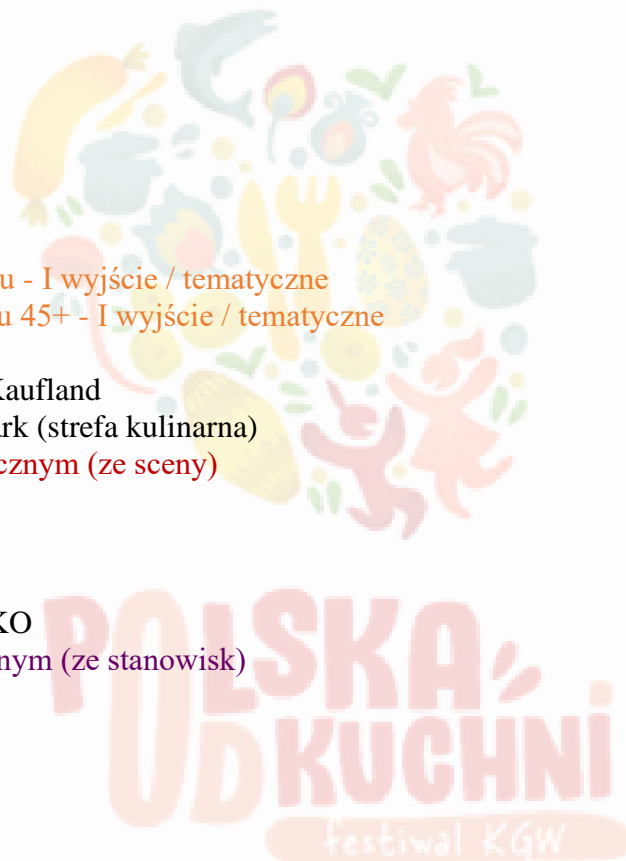 u - I wyjście / tematyczne
u 45+ - I wyjście / tematyczne
Kaufland
ark (strefa kulinarna)
cznym (ze sceny)
KO
nym (ze stanowisk)
POLSKA
OD KUCHNI
festiwal KGW